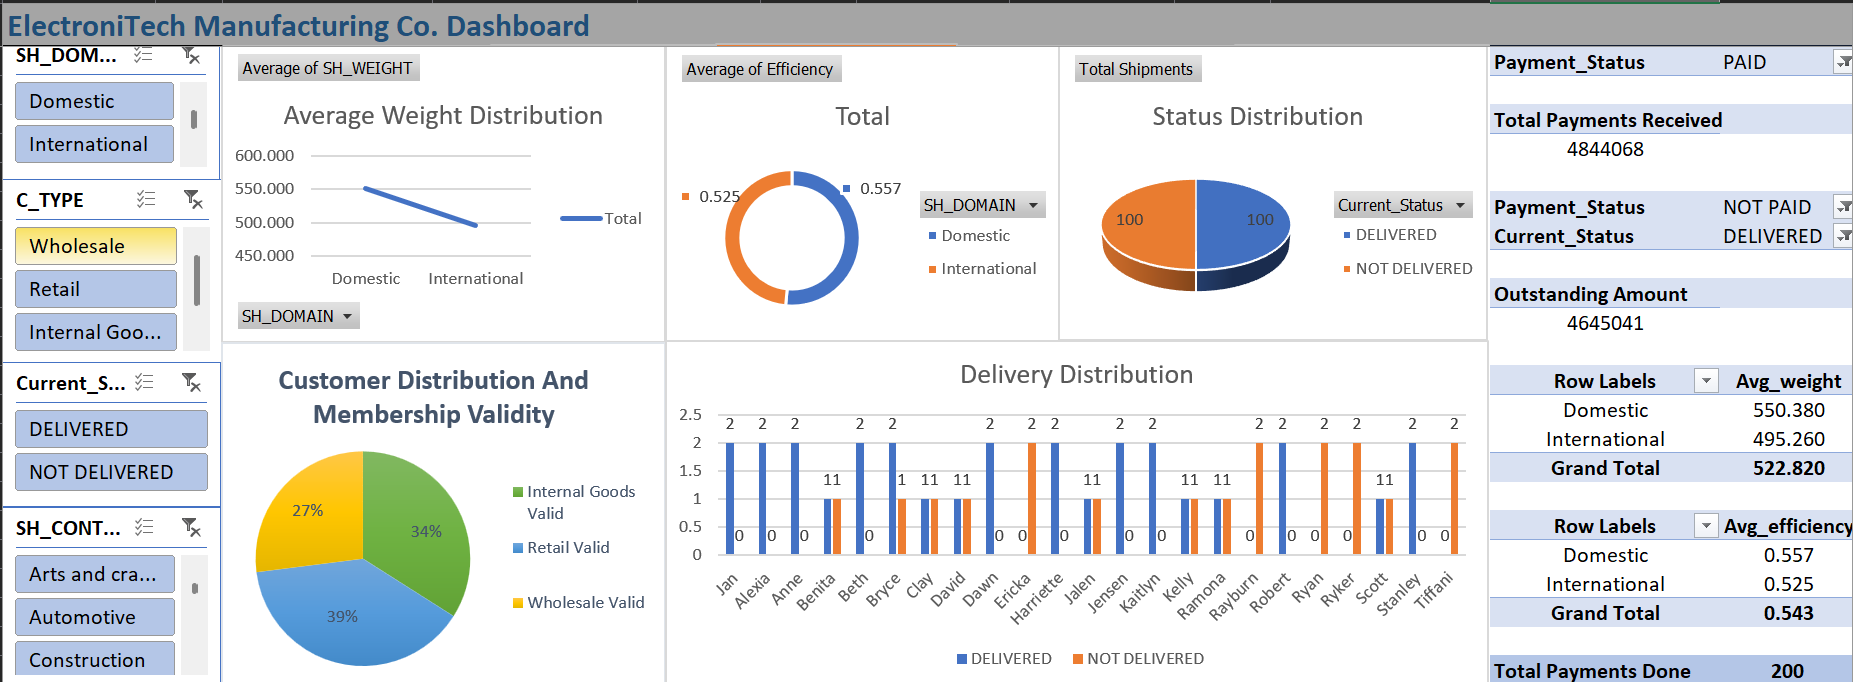 ElectroniTech Manufacturing Co. Dashboard
SH_DOM...
Domestic
International
C_TYPE
Wholesale
Retail
Internal Goo...
Current_S...
DELIVERED
NOT DELIVERED
SH_CONT...
Arts and cra...
Automotive
Construction
Average of SH_WEIGHT
Average Weight Distribution
600.000
550.000
500.000
450.000
Domestic International
Total
SH_DOMAIN
Average of Efficiency
Total
0.525
0.557
SH_DOMAIN
Domestic
International
Total Shipments
Status Distribution
100 100
Current_Status
DELIVERED
NOT DELIVERED
Customer Distribution And
Membership Validity
27%
34%
39%
Internal Goods
Valid
Retail Valid
Wholesale Valid
Delivery Distribution
2.5
2
1.5
1
0.5
0
2 2 2 2 2 2 2 2 2 2 2 2 2 2 2 2
11 1 11 11 11 11 11 11
0 0 0 0 0 0 0 0 0 0 0 0 0 0 0
Jan Alexia Anne Benita Beth Bryce Clay David Dawn Ericka Harriette Jalen Jensen Kaitlyn Kelly Ramona Rayburn Robert Ryan Ryker Scott Stanley Tiffani
DELIVERED NOT DELIVERED
Payment_Status PAID
Total Payments Received
4844068
Payment_Status NOT PAID
Current_Status DELIVERED
Outstanding Amount
4645041
Row Labels Avg_weight
Domestic 550.380
International 495.260
Grand Total 522.820
Row Labels Avg_efficiency
Domestic 0.557
International 0.525
Grand Total 0.543
Total Payments Done 200